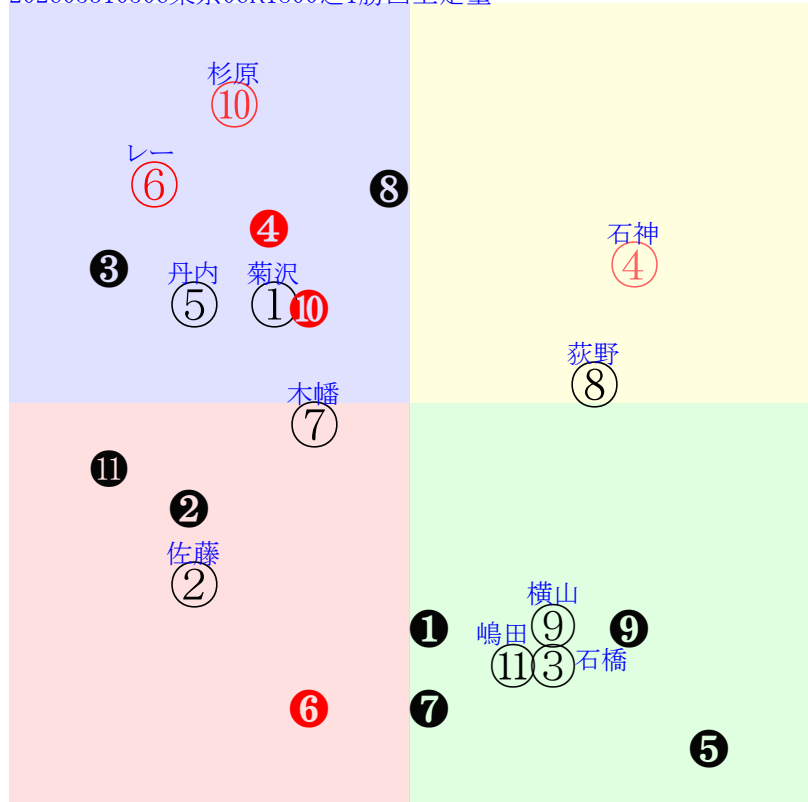 杉原
⑩
レー
⑥
❽
❹
石神
④
❸
丹内
⑤
菊沢
①
❿
荻野
⑧
木幡
⑦
⓫
❷
佐藤
②
横山
⑨
❶
嶋田
⑪
③
石橋
❾
❻
❼
❺